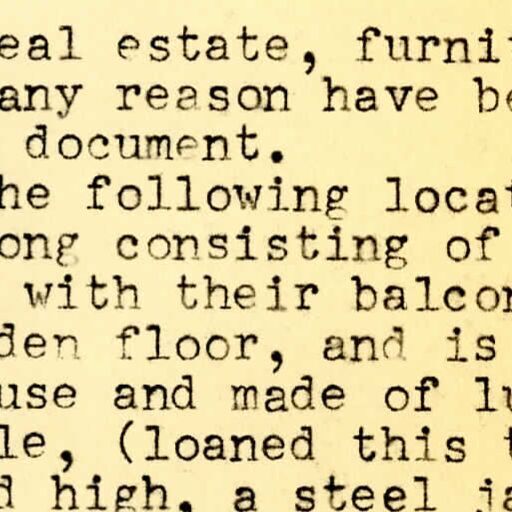 eal estate, furni
any reason have be
document.
he following locat
ong consisting of
with their balcon
den floor, and is
use and made of lu
le, (loaned this t
d high, a steel ja